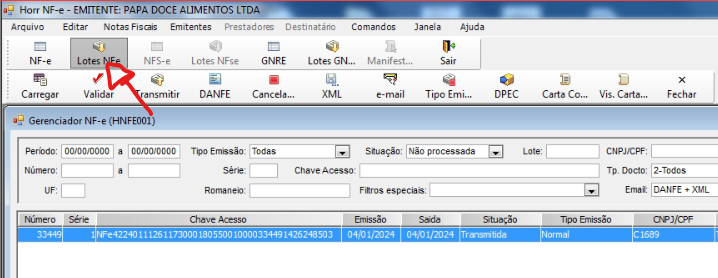 Horr NF-e - EMITENTE: PAPA DOCE ALIMENTOS LTDA
Arquivo Editar Notas Fiscais Emitentes Prestadores Destinatário Comandos Janela Ajuda
NF-e Lotes NFe NFS-e Lotes NFse GNRE Lotes GN... Manifest... Sair
Carregar Validar Transmitir DANFE Cancela... XML e-mail Tipo Emi... DPEC Carta Co... Vis. Carta... Fechar
Gerenciador NF-e (HNFE001)
Período: 00/00/0000 a 00/00/0000 Tipo Emissão: Todas Situação: Não processada Lote: CNPJ/CPF:
Número: a Série: Chave Acesso: Tp. Docto: 2-Todos
UF: Romaneio: Filtros especiais: Email: DANFE + XML
Número Série Chave Acesso Emissão Saida Situação Tipo Emissão CNPJ/CPF
33449 1 NFe42240111261173000180550010000334491426248503 04/01/2024 04/01/2024 Transmitida Normal C1689